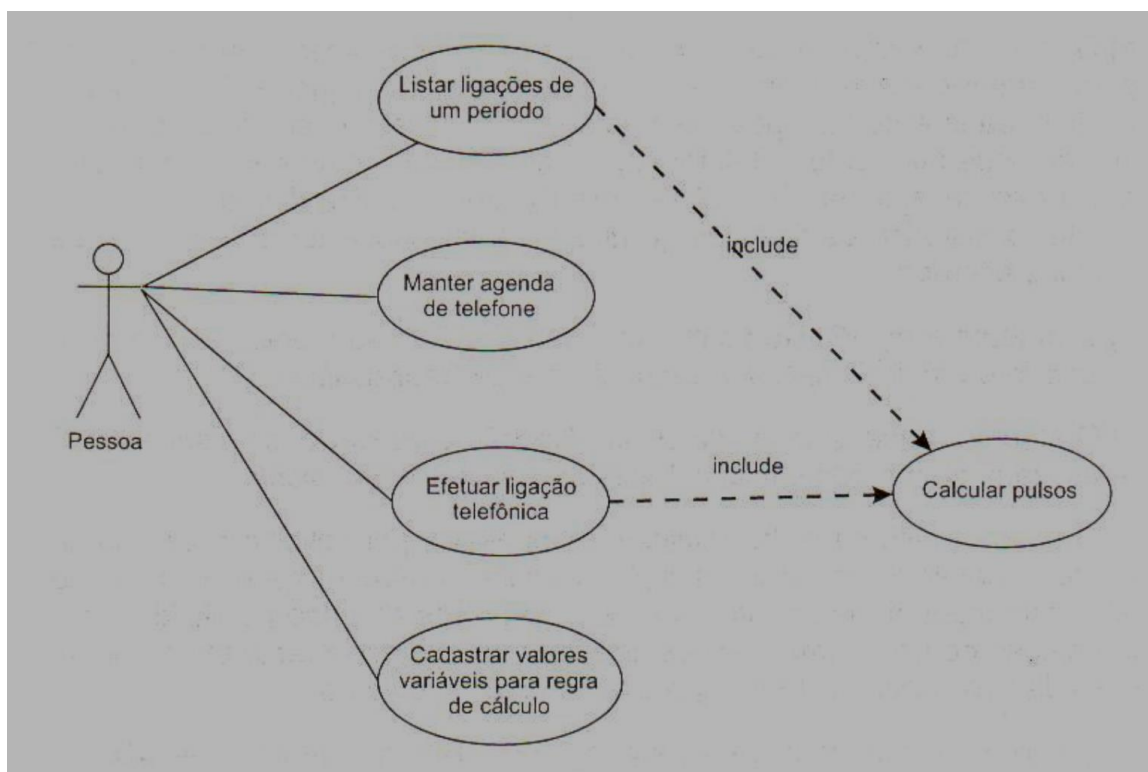 Listar ligações de
um período
include
Manter agenda
de telefone
Pessoa
include
Efetuar ligação
telefônica
Calcular pulsos
Cadastrar valores
variáveis para regra
de cálculo